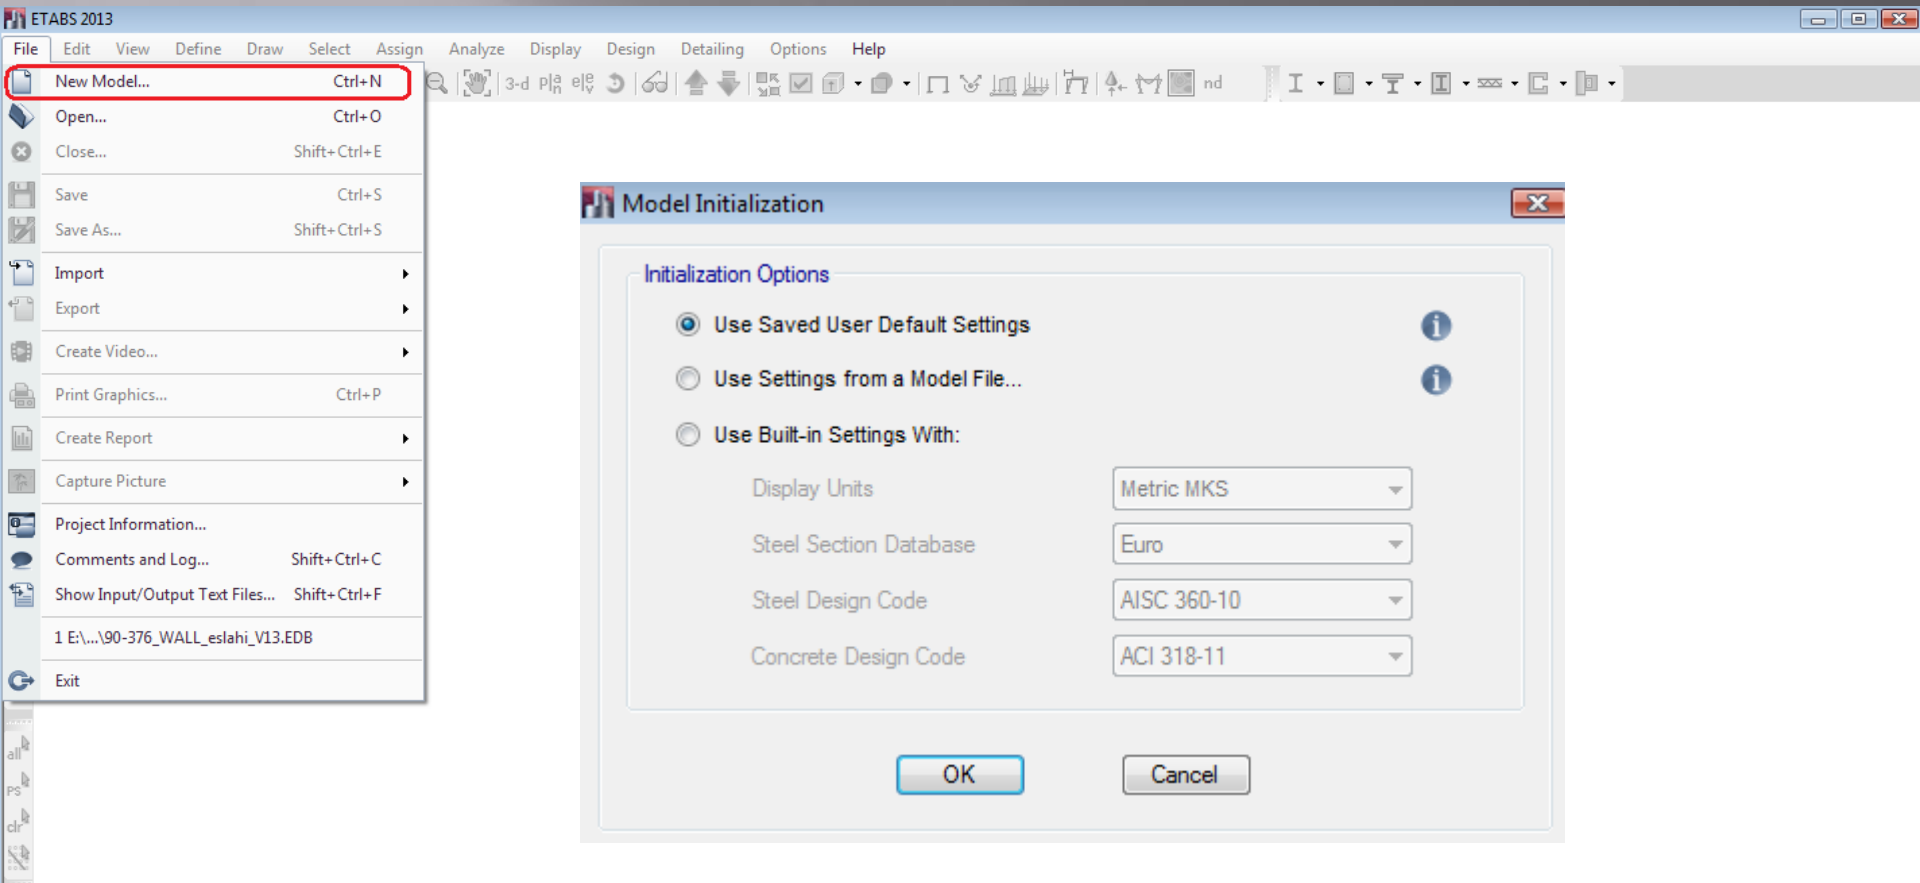 ETABS 2013
File Edit View Define Draw Select Assign Analyze Display Design Detailing Options Help
New Model... Ctrl+N
3-d pla n ele v nd
Open... Ctrl+O
Close... Shift+Ctrl+E
Save Ctrl+S
Save As... Shift+Ctrl+S
Import
Export
Create Video...
Print Graphics... Ctrl+P
Create Report
Capture Picture
Project Information...
Comments and Log... Shift+Ctrl+C
Show Input/Output Text Files... Shift+Ctrl+F
1 E:\...\90-376_WALL_eslahi_V13.EDB
Exit
all
PS
clr
Model Initialization
Initialization Options
Use Saved User Default Settings
Use Settings from a Model File...
Use Built-in Settings With:
Display Units Metric MKS
Steel Section Database Euro
Steel Design Code AISC 360-10
Concrete Design Code ACI 318-11
OK Cancel